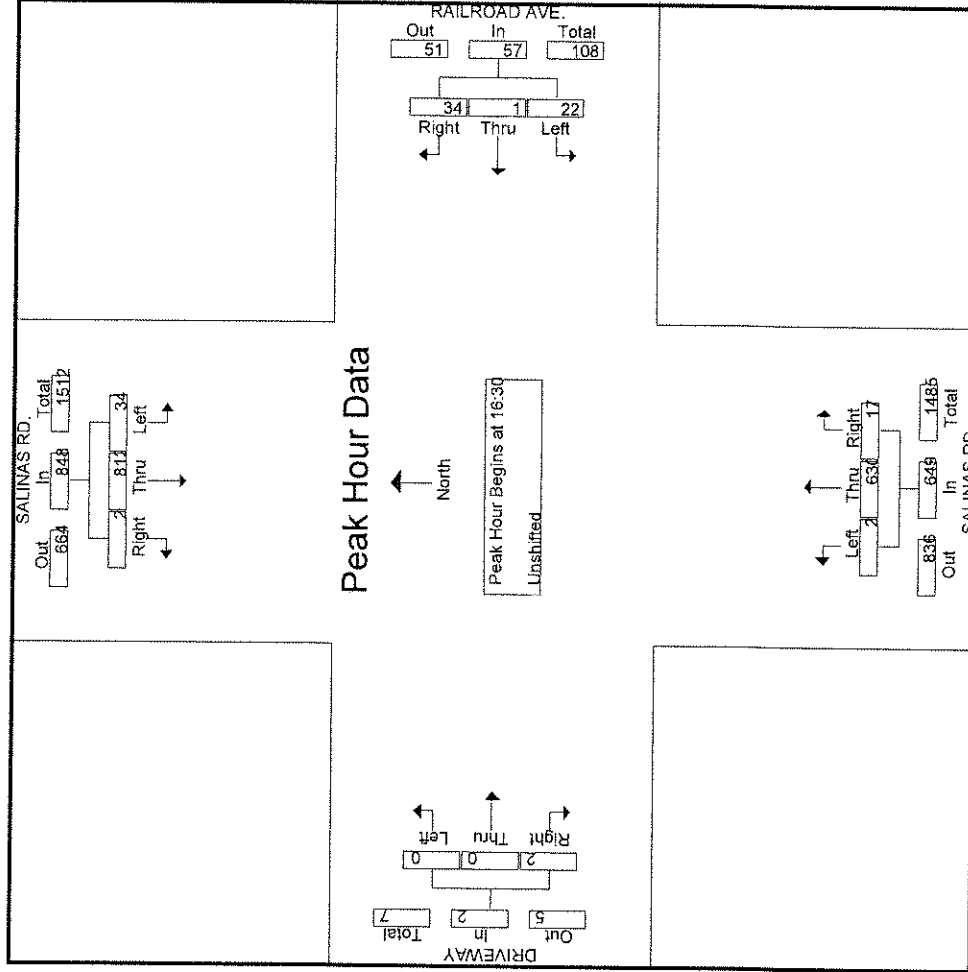 SALINAS RD.
Out In Total
664 848 1512
2 812 34
Right Thru Left
RAILROAD AVE.
Out In Total
51 57 108
34 1 22
Right Thru Left
Peak Hour Data
North
Peak Hour Begins at 16:30
Unshifted
DRIVEWAY
Out In Total
5 2 7
Left Thru Right
0 0 2
Left Thru Right
2 630 17
836 649 1485
Out In Total
SALINAS RD.